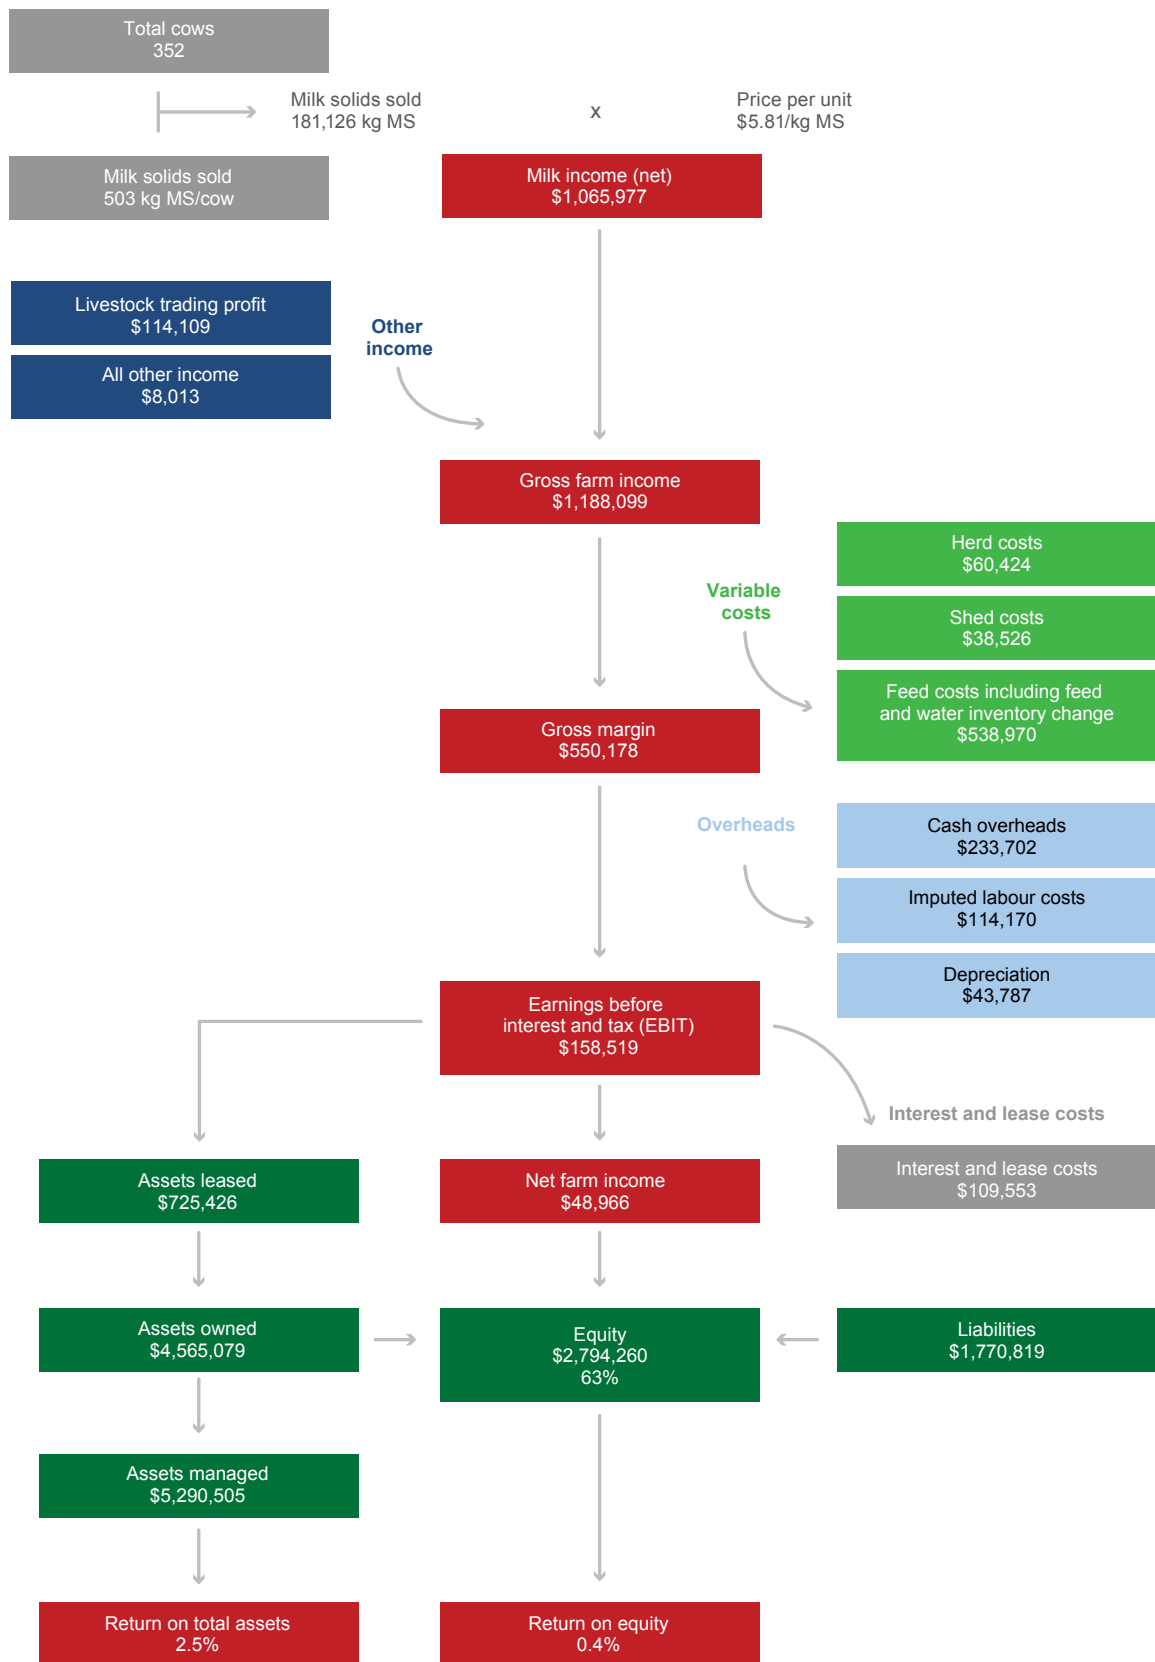 Total cows
352
Milk solids sold
181,126 kg MS
x
Price per unit
$5.81/kg MS
Milk solids sold
503 kg MS/cow
Milk income (net)
$1,065,977
Livestock trading profit
$114,109
All other income
$8,013
Other
income
Gross farm income
$1,188,099
Variable
costs
Herd costs
$60,424
Shed costs
$38,526
Feed costs including feed
and water inventory change
$538,970
Gross margin
$550,178
Overheads
Cash overheads
$233,702
Imputed labour costs
$114,170
Depreciation
$43,787
Earnings before
interest and tax (EBIT)
$158,519
Interest and lease costs
Interest and lease costs
$109,553
Assets leased
$725,426
Net farm income
$48,966
Assets owned
$4,565,079
Equity
$2,794,260
63%
Liabilities
$1,770,819
Assets managed
$5,290,505
Return on total assets
2.5%
Return on equity
0.4%